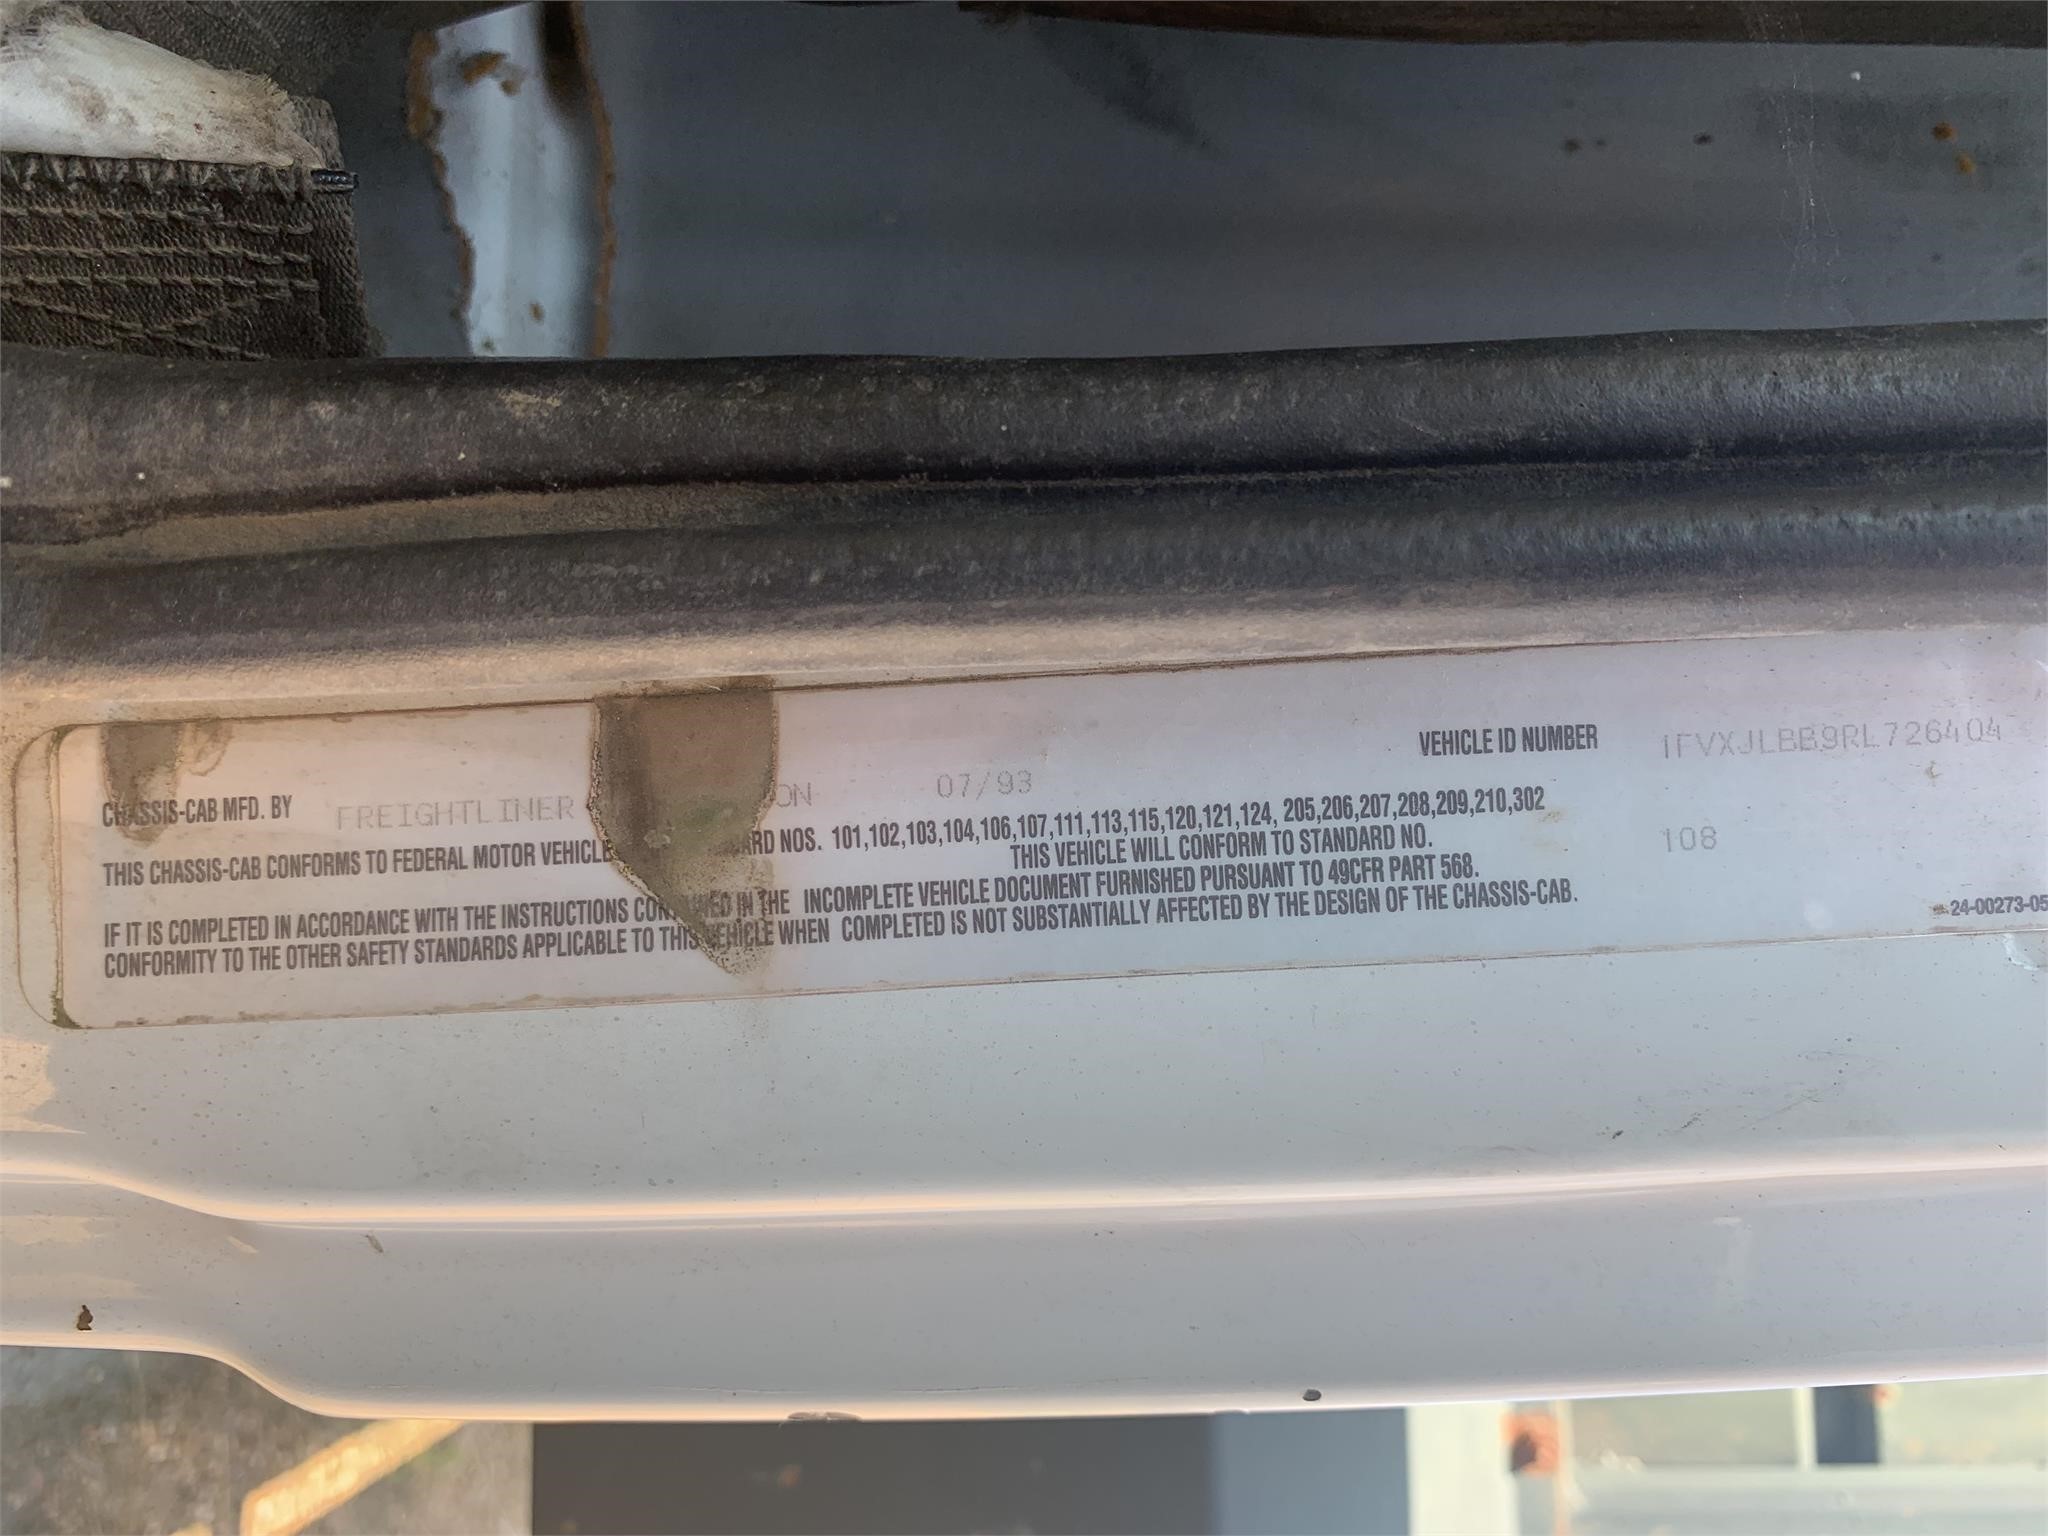 VEHICLE ID NUMBER 1FVXJLBB9RL726404
CHASSIS-CAB MFD. BY FREIGHTLINER 07/93
THIS CHASSIS-CAB CONFORMS TO FEDERAL MOTOR VEHICLE NOS. 101,102,103,104,106,107,111,113,115,120,121,124, 205,206,207,208,209,210,302
THIS VEHICLE WILL CONFORM TO STANDARD NO. 108
IF IT IS COMPLETED IN ACCORDANCE WITH THE INSTRUCTIONS CONTAINED IN THE INCOMPLETE VEHICLE DOCUMENT FURNISHED PURSUANT TO 49CFR PART 568.
CONFORMITY TO THE OTHER SAFETY STANDARDS APPLICABLE TO THIS VEHICLE WHEN COMPLETED IS NOT SUBSTANTIALLY AFFECTED BY THE DESIGN OF THE CHASSIS-CAB.
24-00273-05